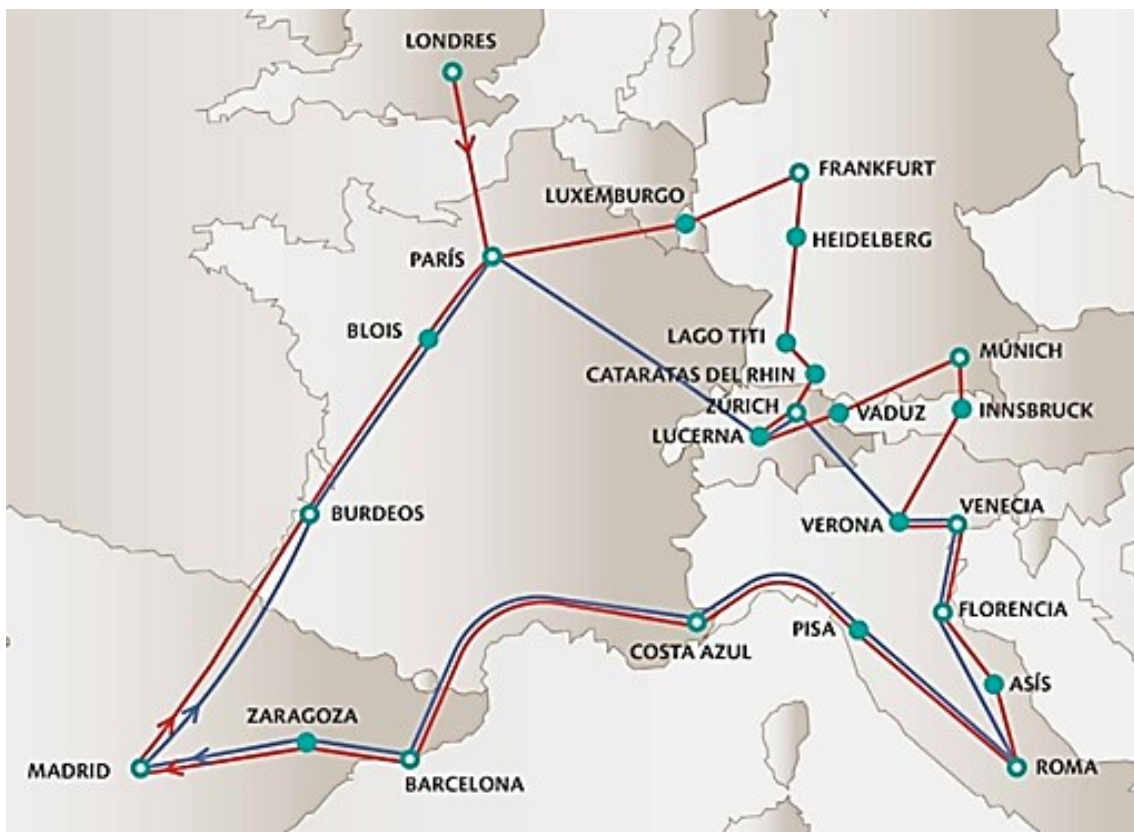 LONDRES
FRANKFURT
LUXEMBURGO
HEIDELBERG
PARÍS
BLOIS
LAGO TITI
MÚNICH
CATARATAS DEL RHIN
ZÚRICH
VADUZ
INNSBRUCK
LUCERNA
VENECIA
BURDEOS
VERONA
FLORENCIA
PISA
COSTA AZUL
ASÍS
ZARAGOZA
MADRID
BARCELONA
ROMA